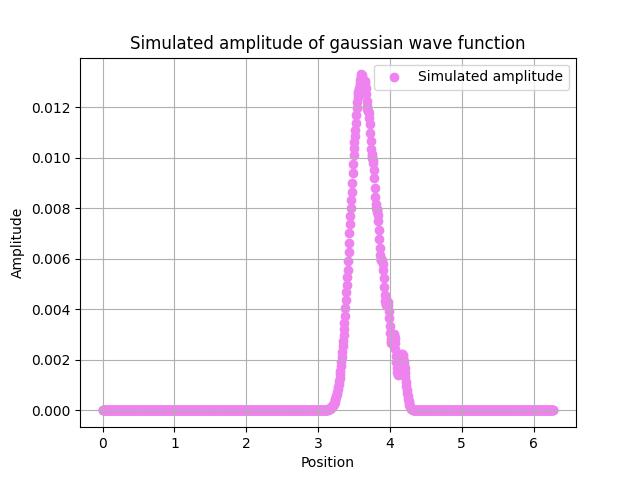 Simulated amplitude of gaussian wave function
Simulated amplitude
0.012
0.010
0.008
0.006
0.004
0.002
0.000
Amplitude
0 1 2 3 4 5 6
Position